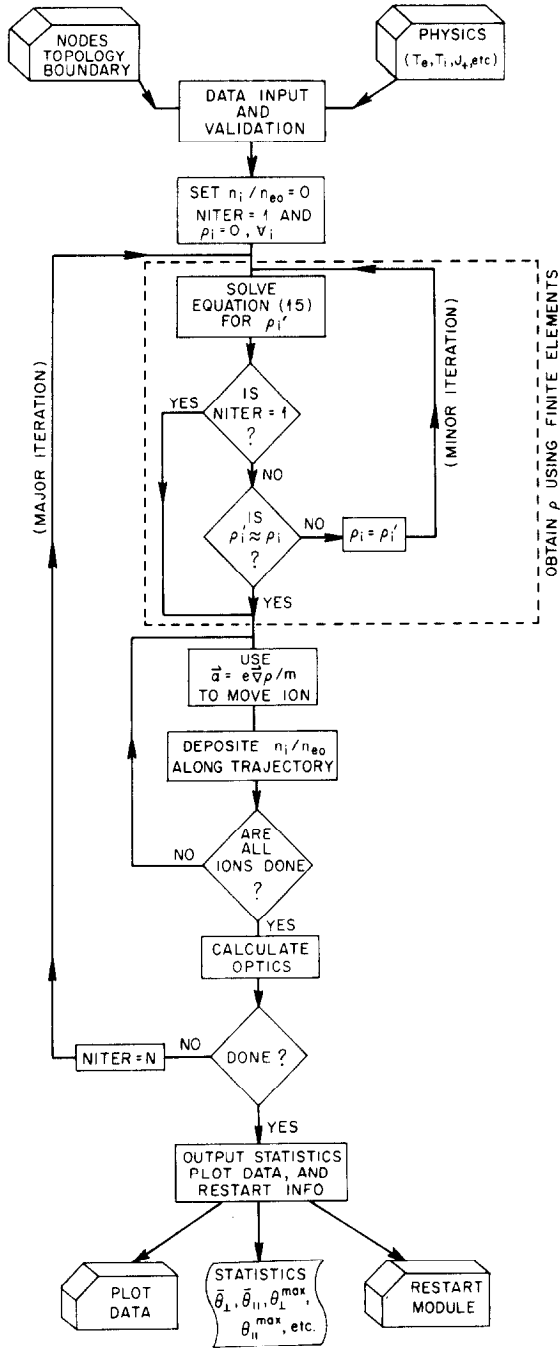 NODES
TOPOLOGY
BOUNDARY
PHYSICS
(Te,Ti,J+,etc)
DATA INPUT
AND
VALIDATION
SET ni/neo=0
NITER=1 AND
ρi=0, ∀i
SOLVE
EQUATION (15)
FOR ρi'
IS
NITER=1
?
YES
NO
IS
ρi'≈ρi
?
NO
ρi=ρi'
YES
(MAJOR ITERATION)
(MINOR ITERATION)
OBTAIN ρ USING FINITE ELEMENTS
USE
a⃗=e∇⃗ρ/m
TO MOVE ION
DEPOSITE ni/neo
ALONG TRAJECTORY
ARE
ALL
IONS DONE
?
NO
YES
CALCULATE
OPTICS
DONE ?
NO
NITER=N
YES
OUTPUT STATISTICS
PLOT DATA, AND
RESTART INFO
PLOT
DATA
STATISTICS
θ̄⊥,θ̄||,θ⊥max,
θ||max, etc.
RESTART
MODULE